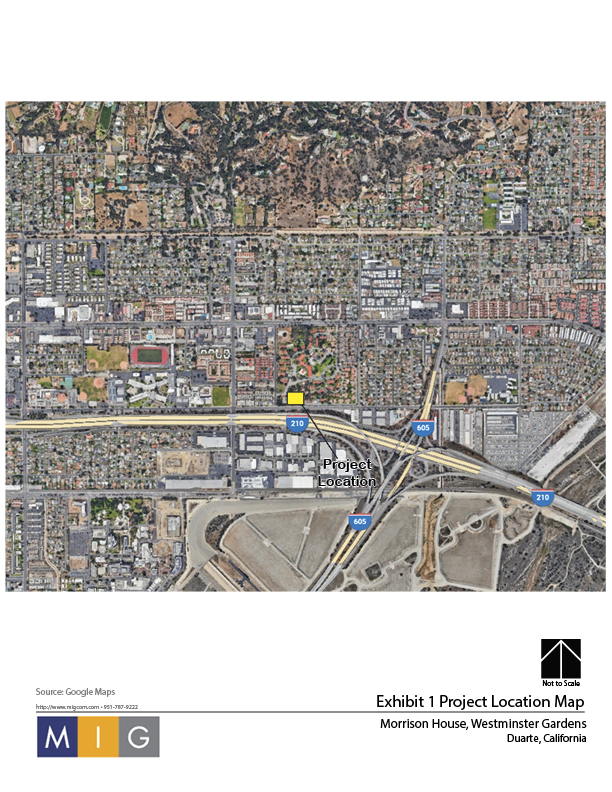 210
605
Project
Location
210
605
Not to Scale
Source: Google Maps
Exhibit 1 Project Location Map
http://www.migcom.com • 951-787-9222
Morrison House, Westminster Gardens
Duarte, California
M I G